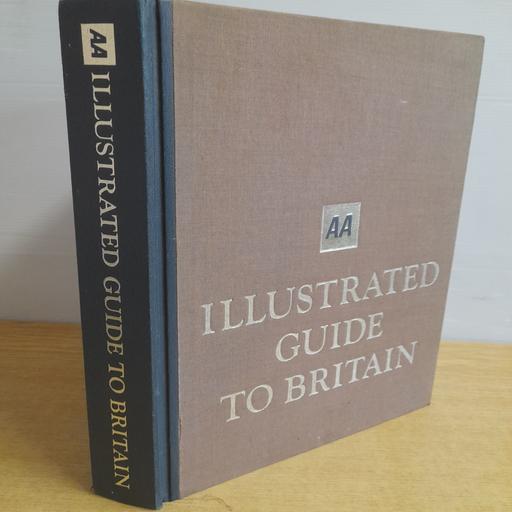 AA ILLUSTRATED GUIDE TO BRITAIN
AA
ILLUSTRATED
GUIDE
TO BRITAIN